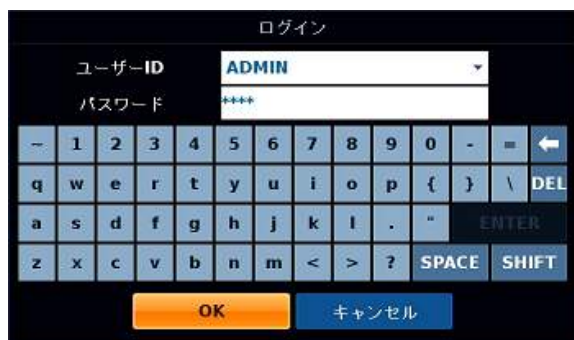 ログイン
ユーザーID ADMIN
パスワード ****
~ 1 2 3 4 5 6 7 8 9 0 - =
q w e r t y u i o p { } \ DEL
a s d f g h j k l . " ENTER
z x c v b n m < > ? SPACE SHIFT
OK キャンセル